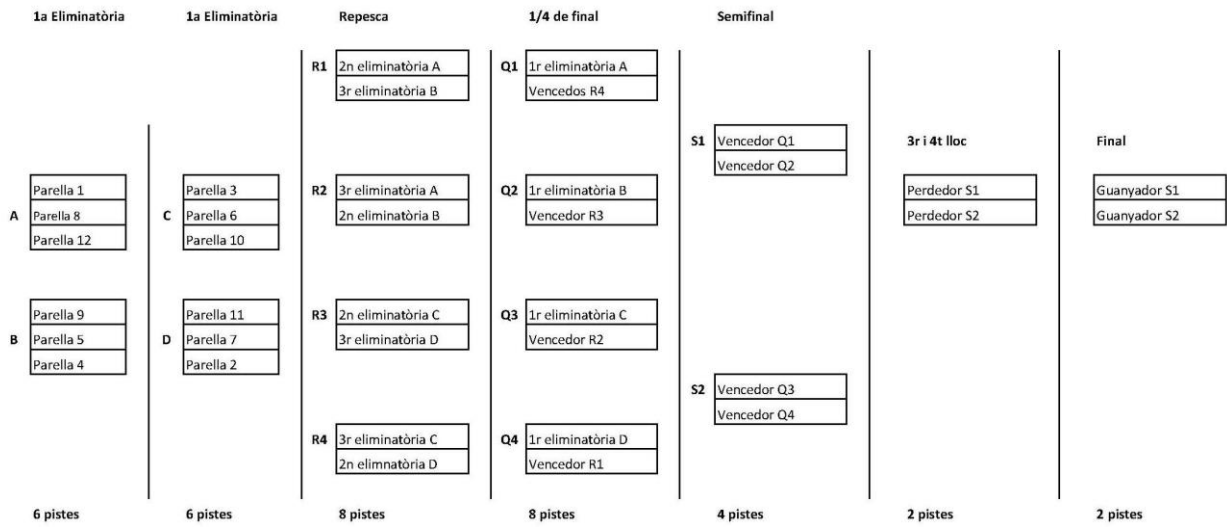 1a Eliminatòria
1a Eliminatòria
Repesca
1/4 de final
Semifinal
R1
2n eliminatòria A
3r eliminatòria B
Q1
1r eliminatòria A
Vencedos R4
S1
Vencedor Q1
Vencedor Q2
3r i 4t lloc
Final
A
Parella 1
Parella 8
Parella 12
C
Parella 3
Parella 6
Parella 10
R2
3r eliminatòria A
2n eliminatòria B
Q2
1r eliminatòria B
Vencedor R3
Perdedor S1
Perdedor S2
Guanyador S1
Guanyador S2
B
Parella 9
Parella 5
Parella 4
D
Parella 11
Parella 7
Parella 2
R3
2n eliminatòria C
3r eliminatòria D
Q3
1r eliminatòria C
Vencedor R2
S2
Vencedor Q3
Vencedor Q4
R4
3r eliminatòria C
2n elimnatòria D
Q4
1r eliminatòria D
Vencedor R1
6 pistes
6 pistes
8 pistes
8 pistes
4 pistes
2 pistes
2 pistes